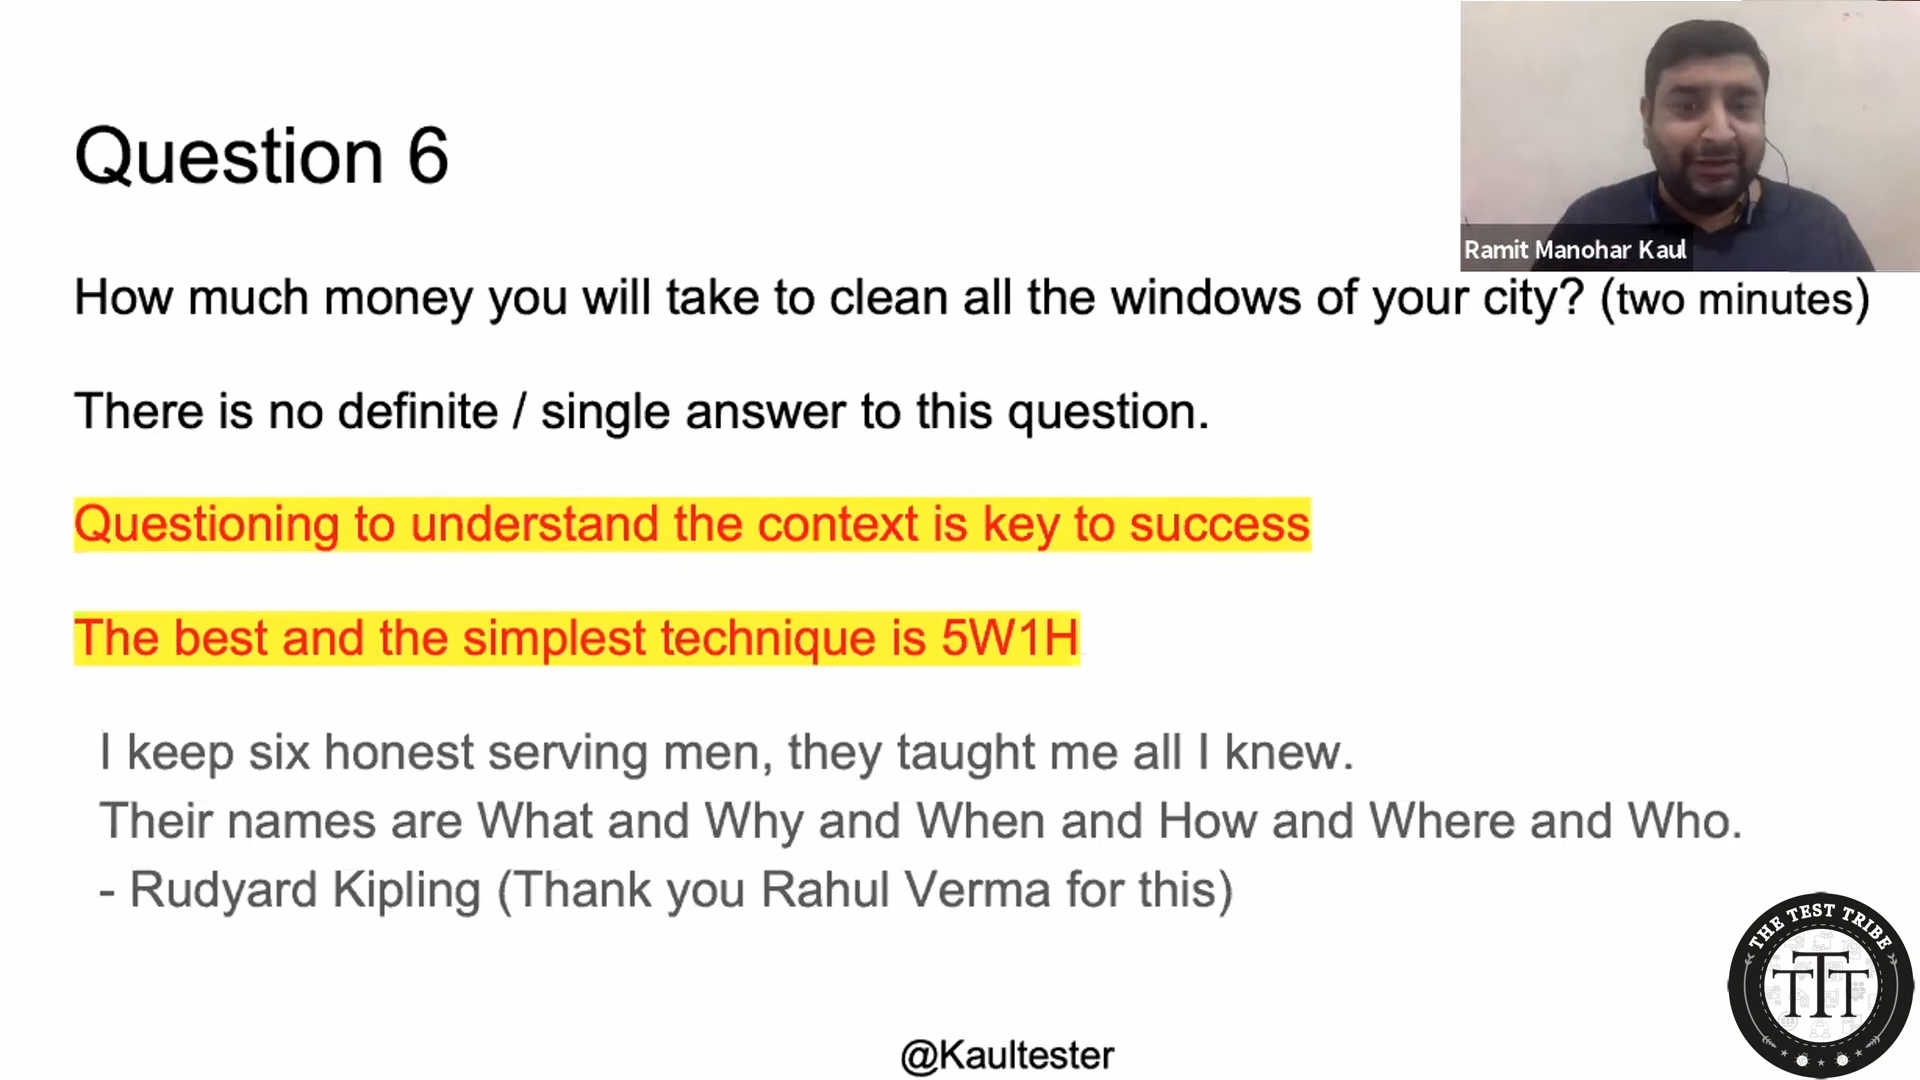 Question 6
Ramit Manohar Kaul
How much money you will take to clean all the windows of your city? (two minutes)
There is no definite / single answer to this question.
Questioning to understand the context is key to success
The best and the simplest technique is 5W1H
I keep six honest serving men, they taught me all I knew.
Their names are What and Why and When and How and Where and Who.
- Rudyard Kipling (Thank you Rahul Verma for this)
THE TEST TRIBE
TTT
@Kaultester